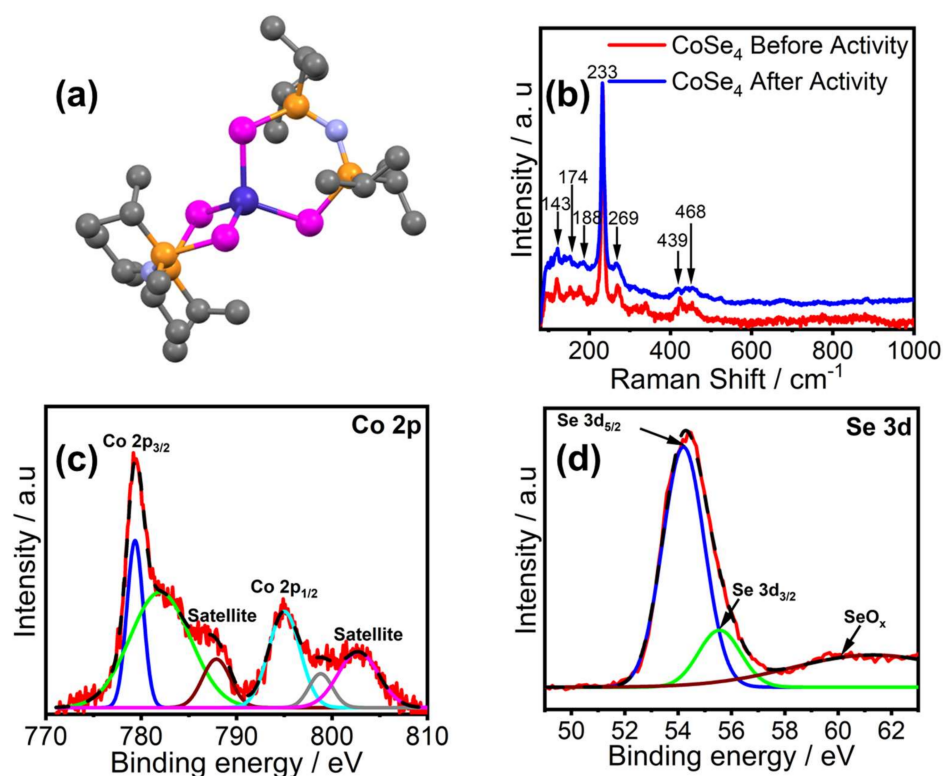 (a)
(b)
CoSe₄ Before Activity
CoSe₄ After Activity
233
174
143
188
269
468
439
Intensity / a. u
200 400 600 800 1000
Raman Shift / cm⁻¹
(c)
Co 2p
Co 2p₃/₂
Satellite
Co 2p₁/₂
Satellite
Intensity / a.u
770 780 790 800 810
Binding energy / eV
(d)
Se 3d
Se 3d₅/₂
Se 3d₃/₂
SeOₓ
Intensity / a.u
50 52 54 56 58 60 62
Binding energy / eV